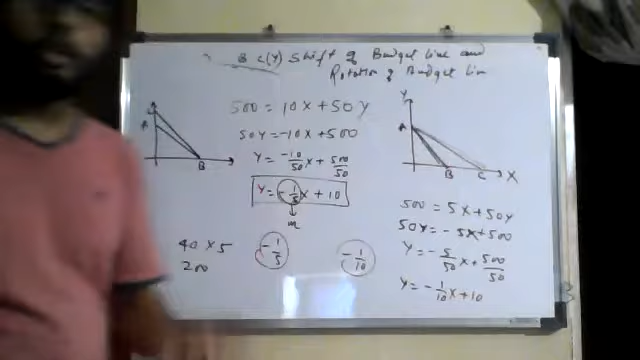 B C(Y) Shift of Budget line and
Rotation of Budget Line
A
B
500 = 10X + 50Y
50Y = -10X + 500
Y = -10/50 X + 500/50
Y = -1/5 X + 10
m
40 X 5
200
-1/5
-1/10
Y
A
B
C
X
500 = 5X + 50Y
50Y = -5X + 500
Y = -5/50 X + 500/50
Y = -1/10 X + 10